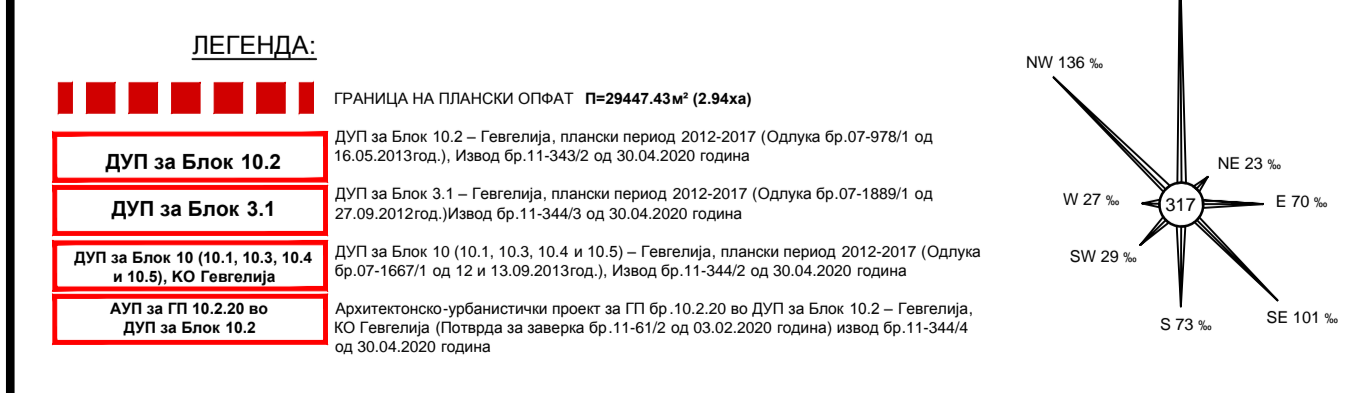 ЛЕГЕНДА:
ГРАНИЦА НА ПЛАНСКИ ОПФАТ П=29447.43м² (2.94ха)
ДУП за Блок 10.2
ДУП за Блок 10.2 – Гевгелија, плански период 2012-2017 (Одлука бр.07-978/1 од
16.05.2013год.), Извод бр.11-343/2 од 30.04.2020 година
ДУП за Блок 3.1
ДУП за Блок 3.1 – Гевгелија, плански период 2012-2017 (Одлука бр.07-1889/1 од
27.09.2012год.)Извод бр.11-344/3 од 30.04.2020 година
ДУП за Блок 10 (10.1, 10.3, 10.4
и 10.5), КО Гевгелија
ДУП за Блок 10 (10.1, 10.3, 10.4 и 10.5) – Гевгелија, плански период 2012-2017 (Одлука
бр.07-1667/1 од 12 и 13.09.2013год.), Извод бр.11-344/2 од 30.04.2020 година
АУП за ГП 10.2.20 во
ДУП за Блок 10.2
Архитектонско-урбанистички проект за ГП бр.10.2.20 во ДУП за Блок 10.2 – Гевгелија,
КО Гевгелија (Потврда за заверка бр.11-61/2 од 03.02.2020 година) извод бр.11-344/4
од 30.04.2020 година
NW 136 ‰
NE 23 ‰
W 27 ‰
317
E 70 ‰
SW 29 ‰
S 73 ‰
SE 101 ‰